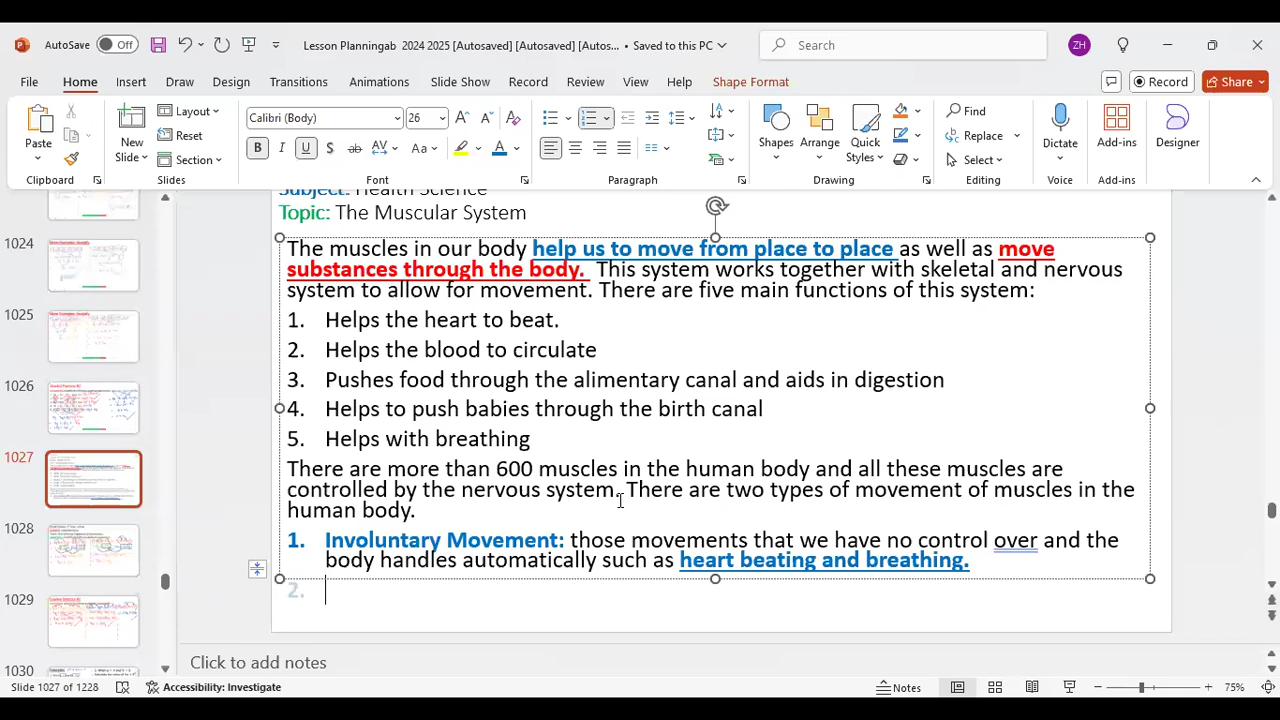 AutoSave Off Lesson Planningab 2024 2025 [Autosaved] [Autosaved] [Autos... • Saved to this PC Search ZH
File Home Insert Draw Design Transitions Animations Slide Show Record Review View Help Shape Format Record Share
Paste
Clipboard
New Slide
Layout
Reset
Section
Slides
Calibri (Body) 26
B I U S ab AV Aa A
Font
Paragraph
Shapes Arrange Quick Styles
Drawing
Find
Replace
Select
Editing
Dictate
Voice
Add-ins
Add-ins
Designer
1024
1025
1026
1027
1028
1029
1030
Subject: Health Science
Topic: The Muscular System
The muscles in our body help us to move from place to place as well as move
substances through the body. This system works together with skeletal and nervous
system to allow for movement. There are five main functions of this system:
1. Helps the heart to beat.
2. Helps the blood to circulate
3. Pushes food through the alimentary canal and aids in digestion
4. Helps to push babies through the birth canal
5. Helps with breathing
There are more than 600 muscles in the human body and all these muscles are
controlled by the nervous system. There are two types of movement of muscles in the
human body.
1. Involuntary Movement: those movements that we have no control over and the
body handles automatically such as heart beating and breathing.
2.
Click to add notes
Slide 1027 of 1228 Accessibility: Investigate Notes 75%